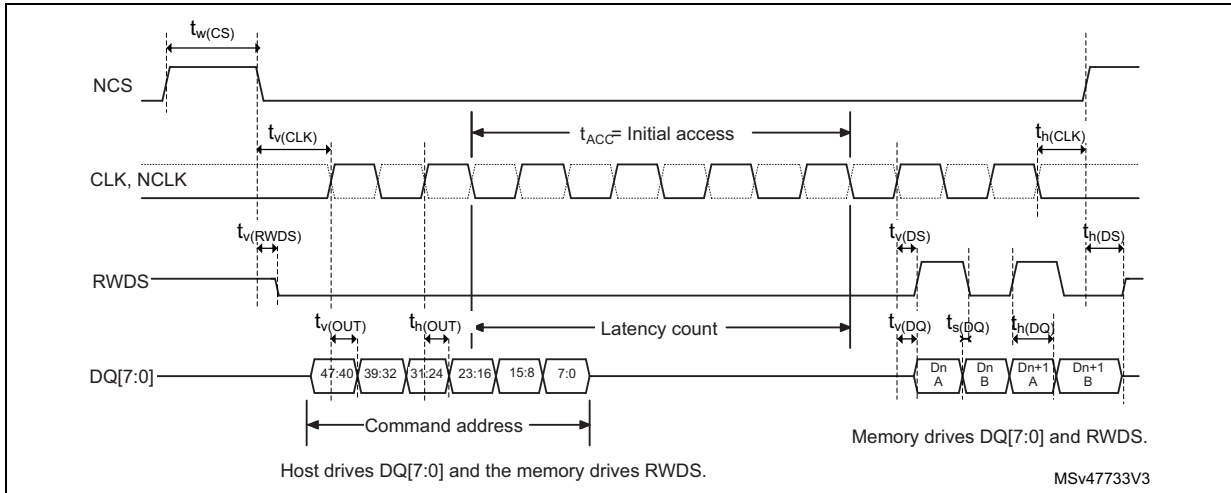 tw(CS)
NCS
tv(CLK)
tACC= Initial access
th(CLK)
CLK, NCLK
tv(RWDS)
tv(DS)
th(DS)
RWDS
tv(OUT)
th(OUT)
Latency count
tv(DQ)
ts(DQ)
th(DQ)
DQ[7:0]
47:40
39:32
31:24
23:16
15:8
7:0
Dn
A
Dn
B
Dn+1
A
Dn+1
B
Command address
Memory drives DQ[7:0] and RWDS.
Host drives DQ[7:0] and the memory drives RWDS.
MSv47733V3